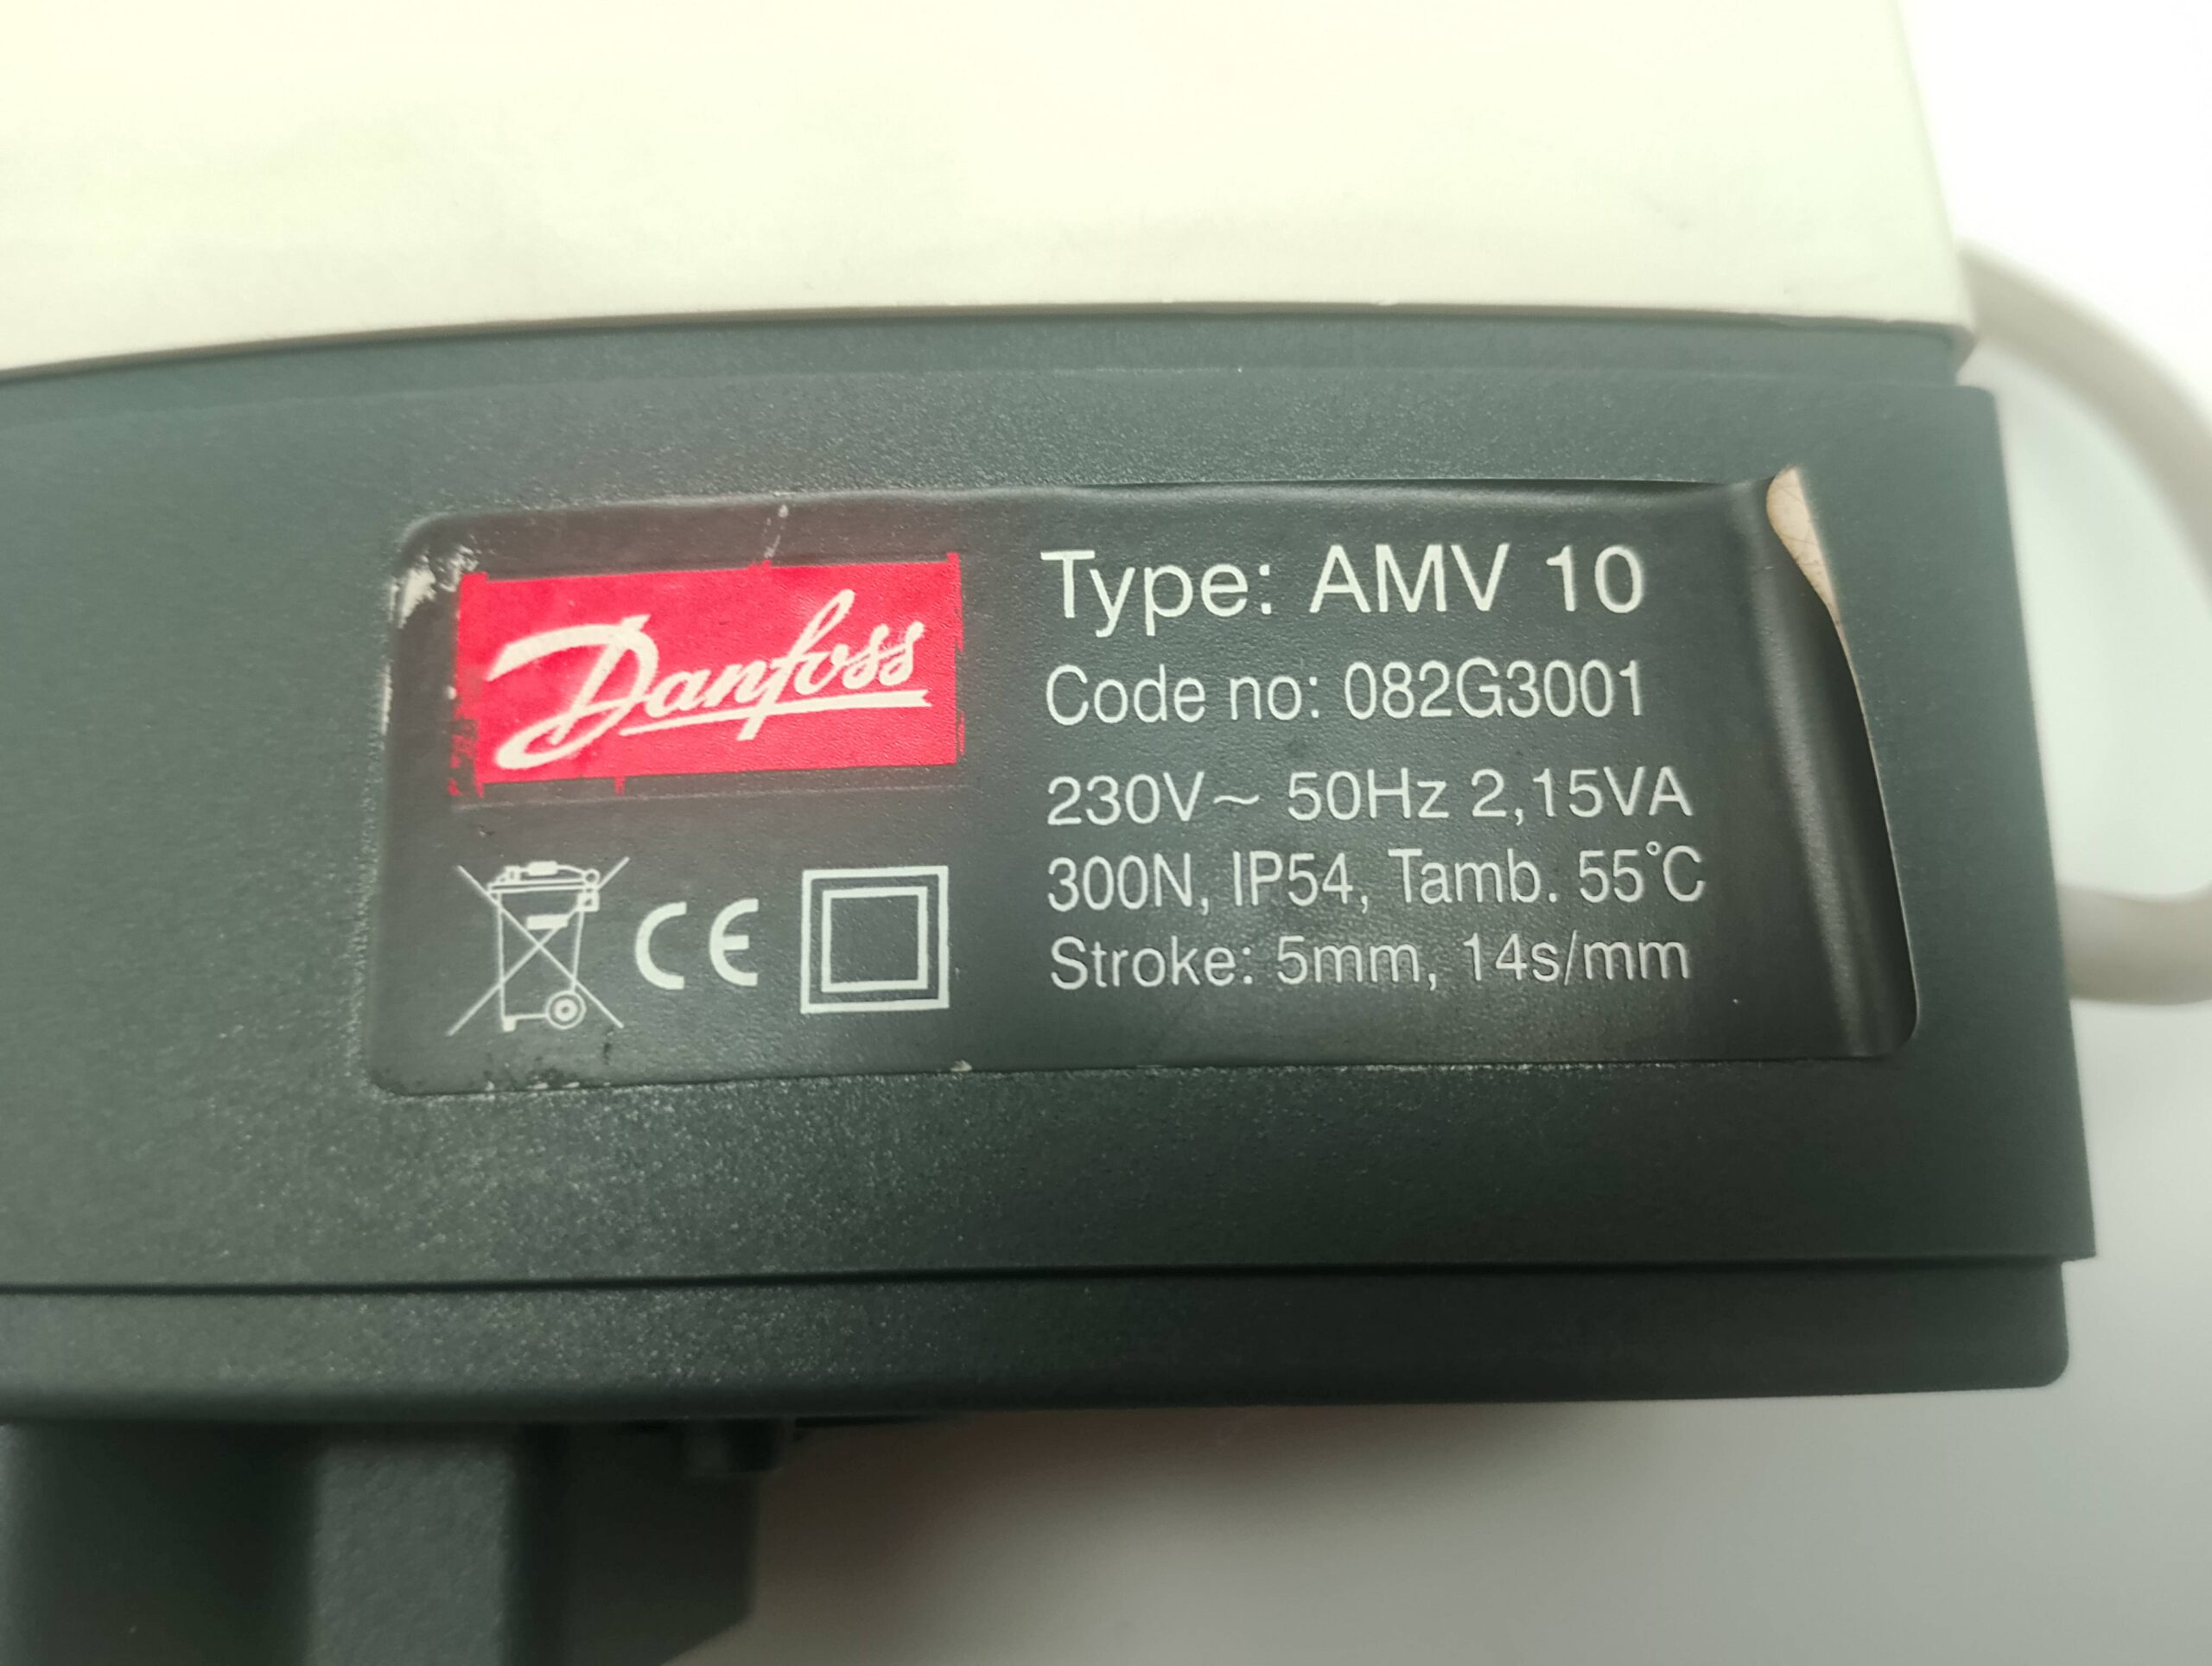 Danfoss
Type: AMV 10
Code no: 082G3001
230V~ 50Hz 2,15VA
300N, IP54, Tamb. 55°C
Stroke: 5mm, 14s/mm
CE